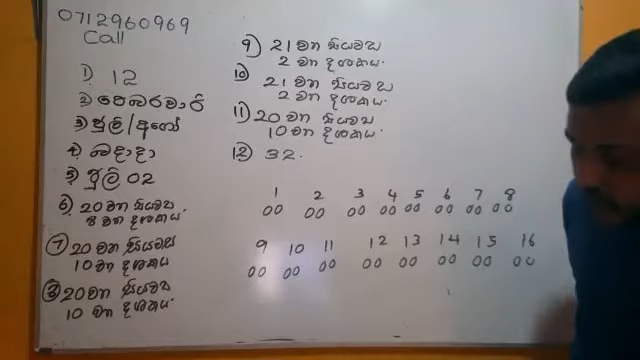 0712960969
Call
1) 12
2) පෙබරවාරි
3) ජූලි/අගෝ
4) බදාදා
5) ජූලි 02
6) 20 වන සියවස
8 වන දශකය.
7) 20 වන සියවස
10 වන දශකය
8) 20 වන සියවස
10 වන දශකය.
9) 21 වන සියවස
2 වන දශකය.
10) 21 වන සියවස
2 වන දශකය.
11) 20 වන සියවස
10 වන දශකය.
12) 32.
1 2 3 4 5 6 7 8
00 00 00 00 00 00 00 00
9 10 11 12 13 14 15 16
00 00 00 00 00 00 00 00